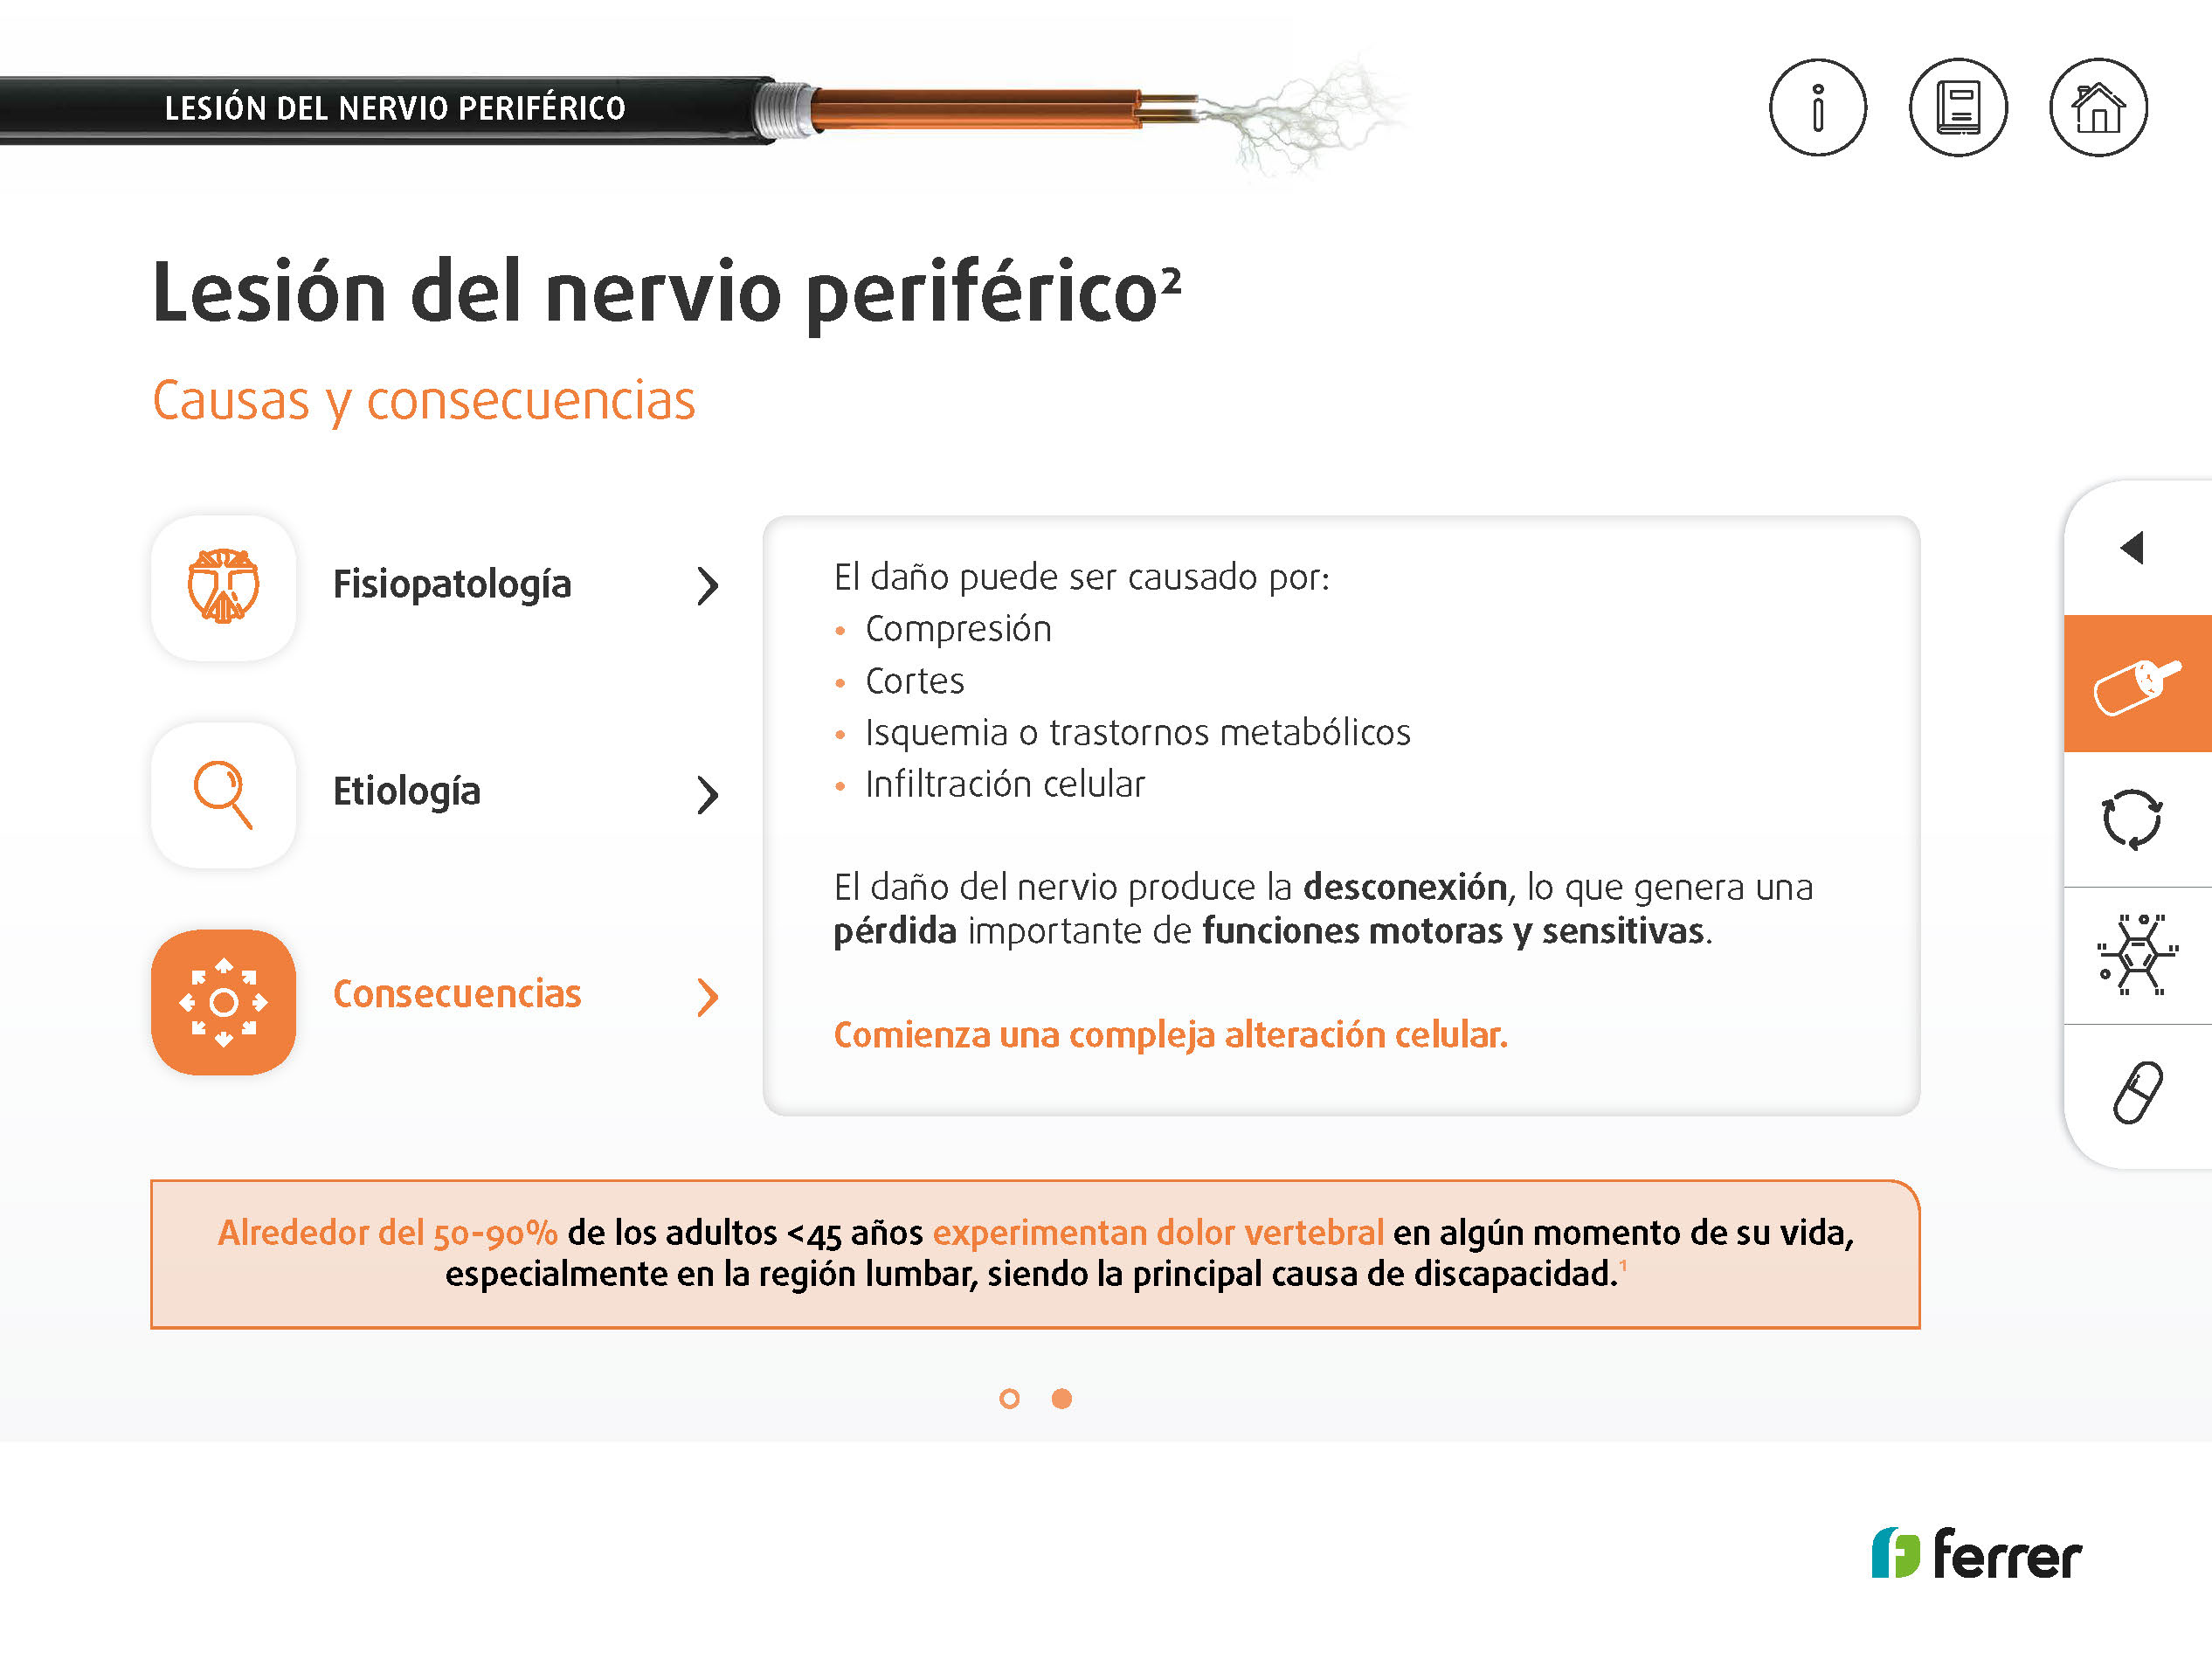 LESIÓN DEL NERVIO PERIFÉRICO
Lesión del nervio periférico²
Causas y consecuencias
Fisiopatología
Etiología
Consecuencias
El daño puede ser causado por:
• Compresión
• Cortes
• Isquemia o trastornos metabólicos
• Infiltración celular
El daño del nervio produce la desconexión, lo que genera una
pérdida importante de funciones motoras y sensitivas.
Comienza una compleja alteración celular.
Alrededor del 50-90% de los adultos <45 años experimentan dolor vertebral en algún momento de su vida,
especialmente en la región lumbar, siendo la principal causa de discapacidad.¹
ferrer